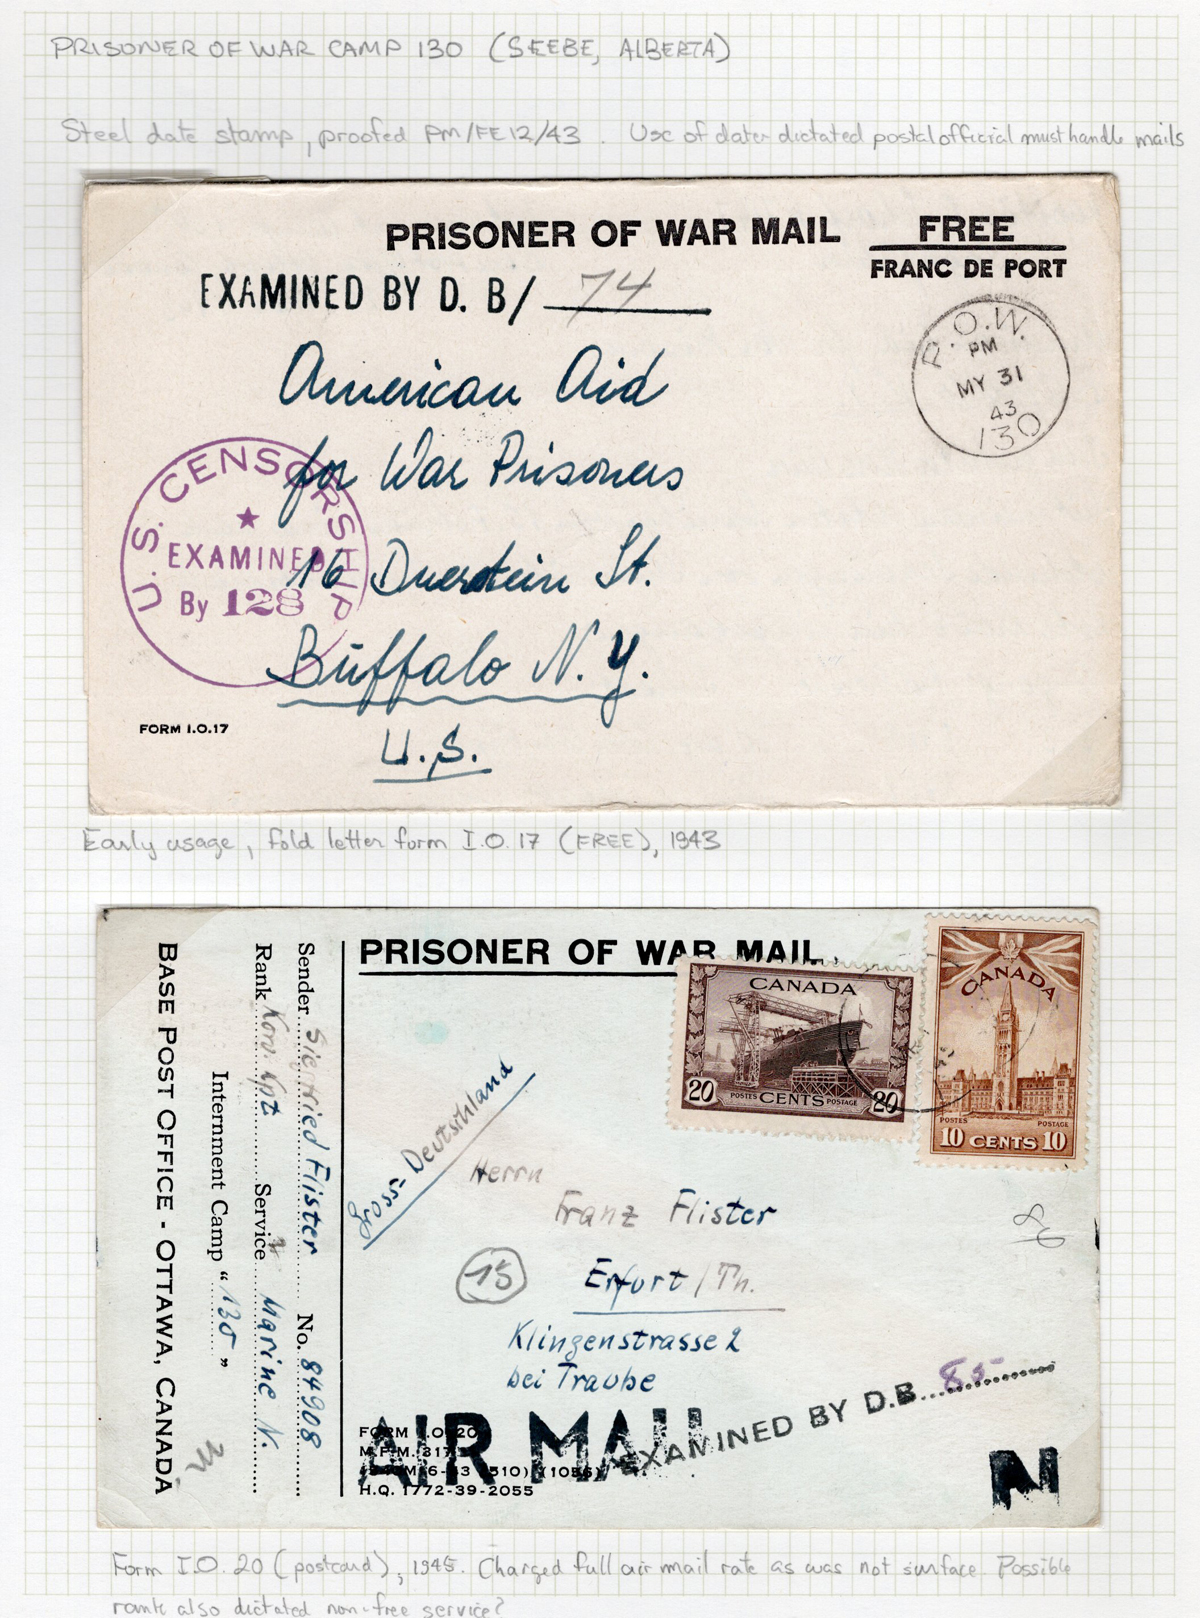 PRISONER OF WAR CAMP 130 (SEEBE, ALBERTA)
Steel date stamp, proofed PM/FE12/43. Use of dater dictated postal official must handle mails
PRISONER OF WAR MAIL
FREE
FRANC DE PORT
EXAMINED BY D. B/ 74
P.O.W.
PM
MY 31
43
130
American Aid
for War Prisoners
16 Duerstein St.
Buffalo N.Y.
U.S.
U.S. CENSORSHIP
EXAMINED
By 128
FORM I.O.17
Early usage, fold letter form I.O.17 (FREE), 1943
PRISONER OF WAR MAIL
CANADA
20 POSTES CENTS POSTAGE 20
CANADA
POSTES POSTAGE
10 CENTS 10
Sender Siegfried Flister No. 84908
Rank Korv. Kpt. Service Marine N.
Internment Camp "130"
BASE POST OFFICE - OTTAWA, CANADA
Gross-Deutschland
Herrn
Franz Flister
15
Erfurt/Th.
Klingenstrasse 2
bei Traube
EXAMINED BY D.B. 85
AIR MAIL
FORM I.O. 20
M.F.M. 317
H.Q. 1772-39-2055
N
Form I.O. 20 (postcard), 1945. Charged full air mail rate as was not surface. Possible
rank also dictated non-free service?